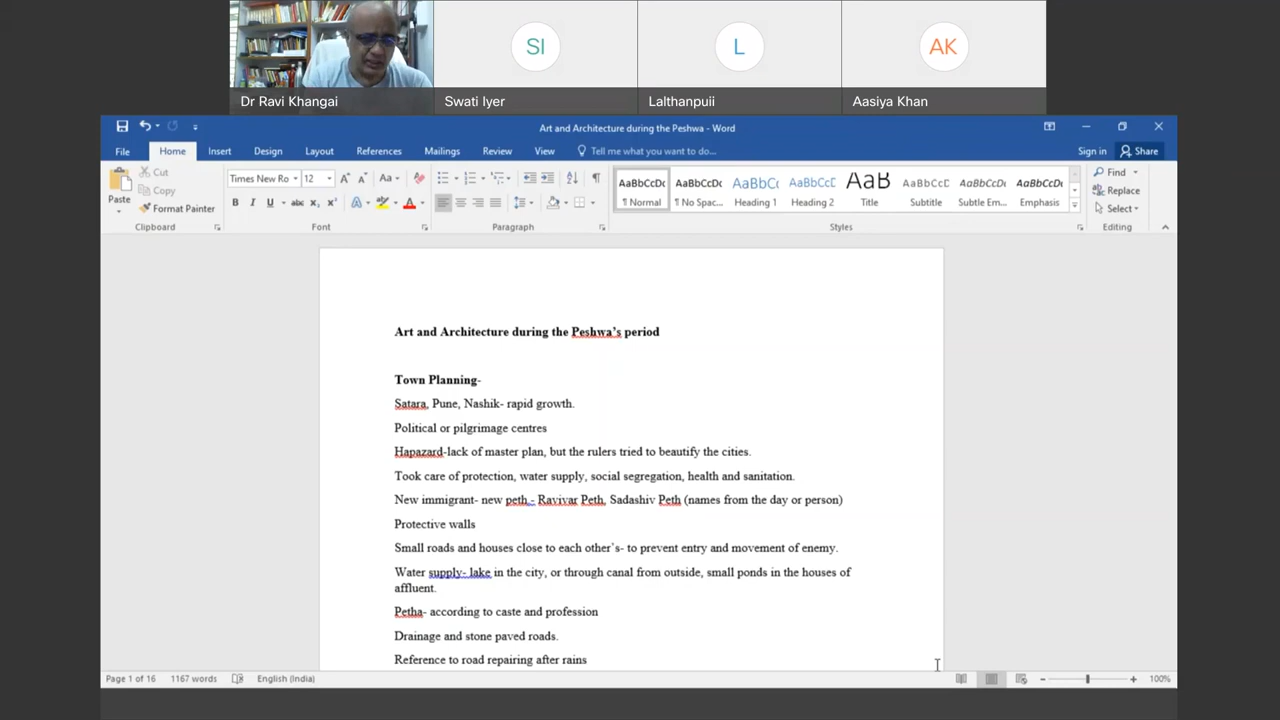 SI
L
AK
Dr Ravi Khangai
Swati Iyer
Lalthanpuii
Aasiya Khan
Art and Architecture during the Peshwa - Word
File
Home
Insert
Design
Layout
References
Mailings
Review
View
Tell me what you want to do...
Sign in
Share
Paste
Cut
Copy
Format Painter
Clipboard
Times New Ro
12
Font
Paragraph
AaBbCcDc
¶ Normal
AaBbCcDc
¶ No Spac...
AaBbCc
Heading 1
AaBbCcC
Heading 2
AaB
Title
AaBbCcD
Subtitle
AaBbCcDc
Subtle Em...
AaBbCcDc
Emphasis
Styles
Find
Replace
Select
Editing
Art and Architecture during the Peshwa's period
Town Planning-
Satara, Pune, Nashik- rapid growth.
Political or pilgrimage centres
Hapazard-lack of master plan, but the rulers tried to beautify the cities.
Took care of protection, water supply, social segregation, health and sanitation.
New immigrant- new peth,- Ravivar Peth, Sadashiv Peth (names from the day or person)
Protective walls
Small roads and houses close to each other's- to prevent entry and movement of enemy.
Water supply- lake in the city, or through canal from outside, small ponds in the houses of
affluent.
Petha- according to caste and profession
Drainage and stone paved roads.
Reference to road repairing after rains
Page 1 of 16
1167 words
English (India)
100%